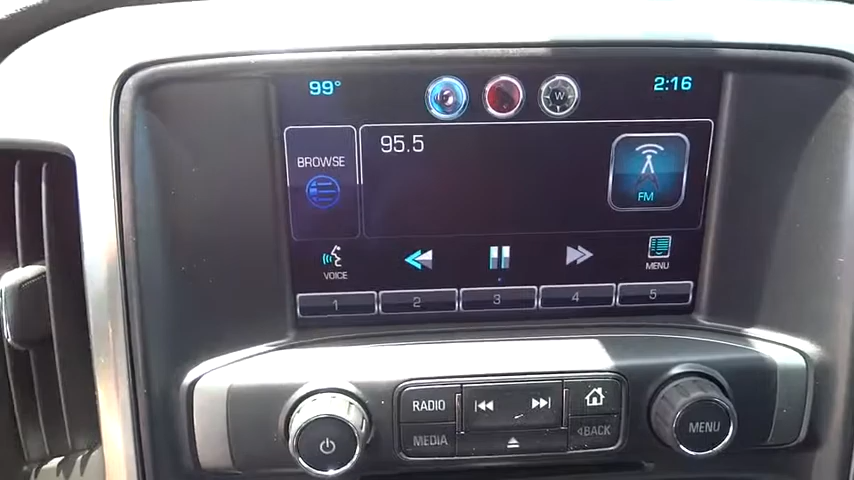 99°
W
2:16
BROWSE
95.5
FM
VOICE
MENU
1 2 3 4 5
RADIO
MEDIA
BACK
MENU